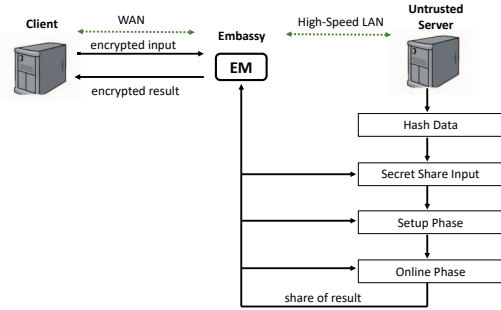 Client
WAN
Embassy
High-Speed LAN
Untrusted
Server
encrypted input
EM
encrypted result
Hash Data
Secret Share Input
Setup Phase
Online Phase
share of result